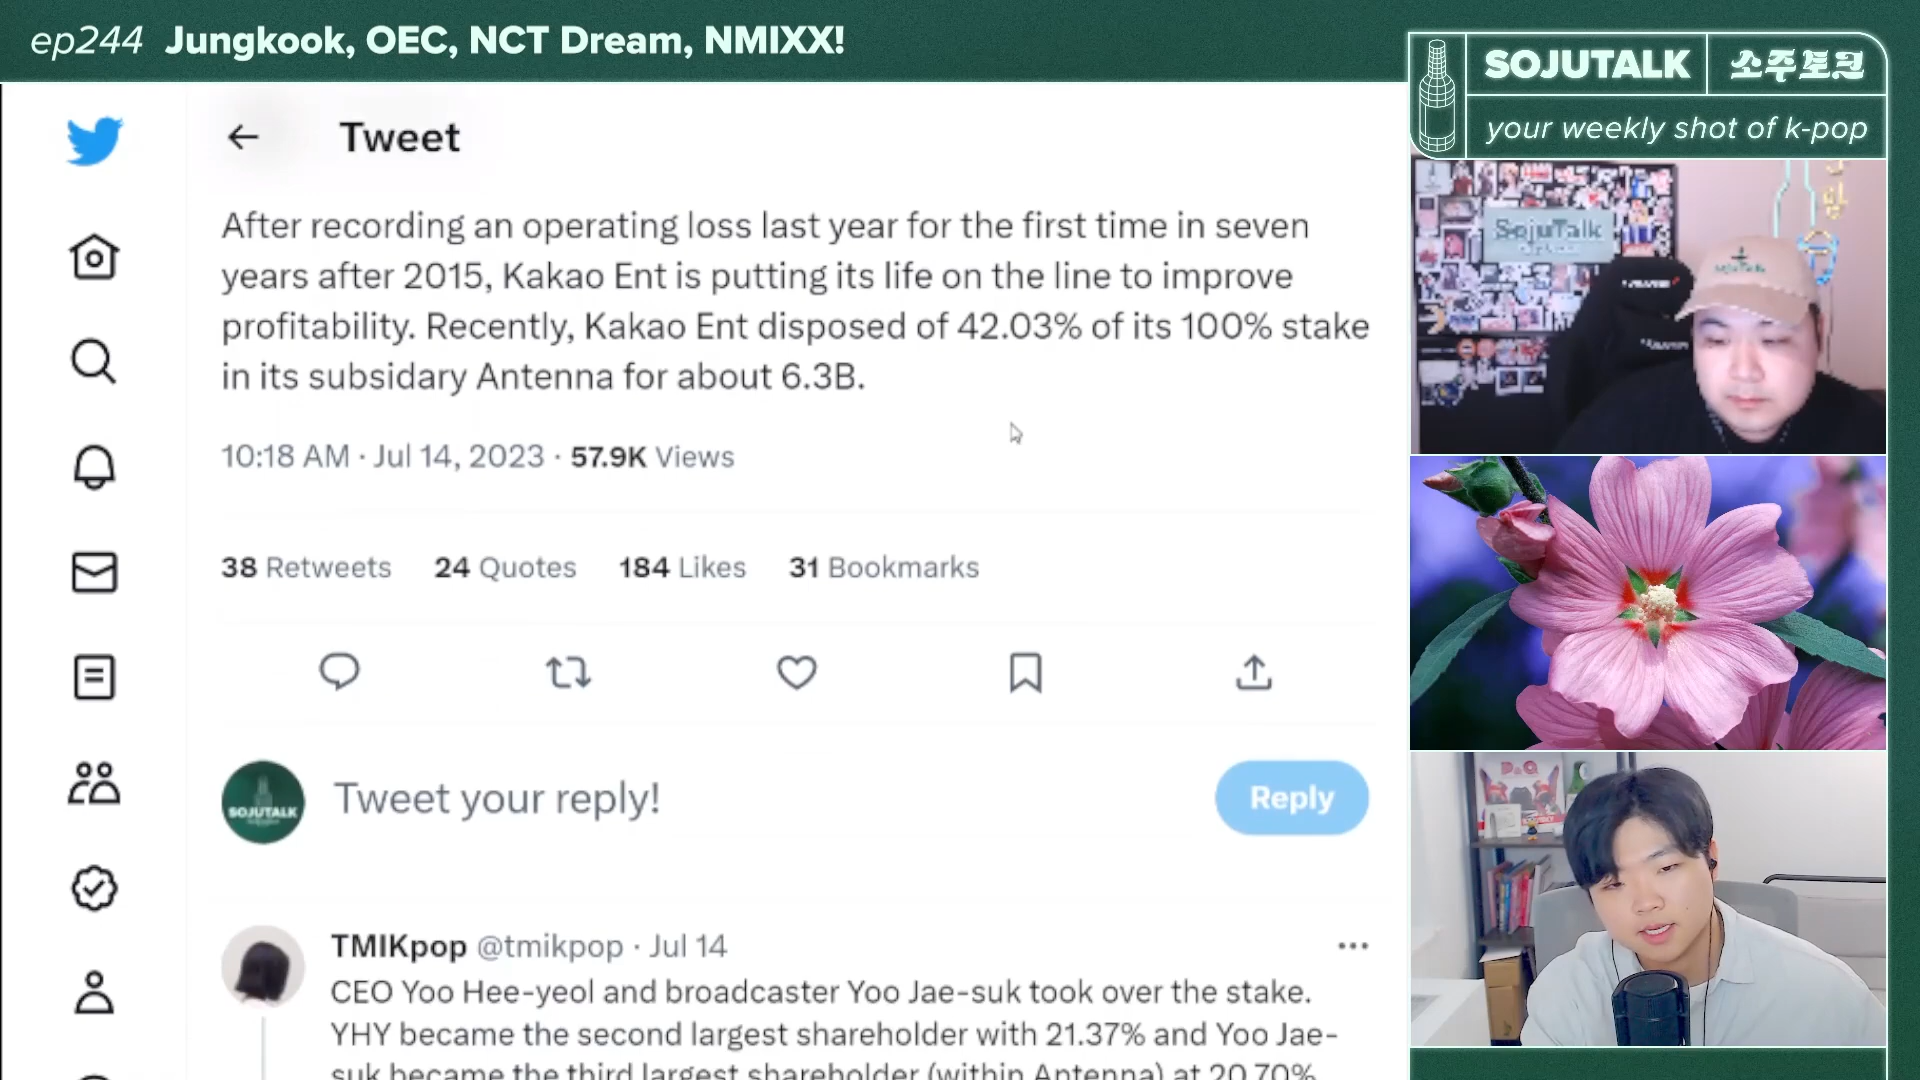 ep244 Jungkook, OEC, NCT Dream, NMIXX!
SOJUTALK 소주토크
your weekly shot of k-pop
Tweet
After recording an operating loss last year for the first time in seven
years after 2015, Kakao Ent is putting its life on the line to improve
profitability. Recently, Kakao Ent disposed of 42.03% of its 100% stake
in its subsidary Antenna for about 6.3B.
10:18 AM · Jul 14, 2023 · 57.9K Views
38 Retweets 24 Quotes 184 Likes 31 Bookmarks
SOJUTALK
Tweet your reply!
Reply
TMIKpop @tmikpop · Jul 14
CEO Yoo Hee-yeol and broadcaster Yoo Jae-suk took over the stake.
YHY became the second largest shareholder with 21.37% and Yoo Jae-
suk became the third largest shareholder (within Antenna) at 20.70%
SojuTalk
D&Q